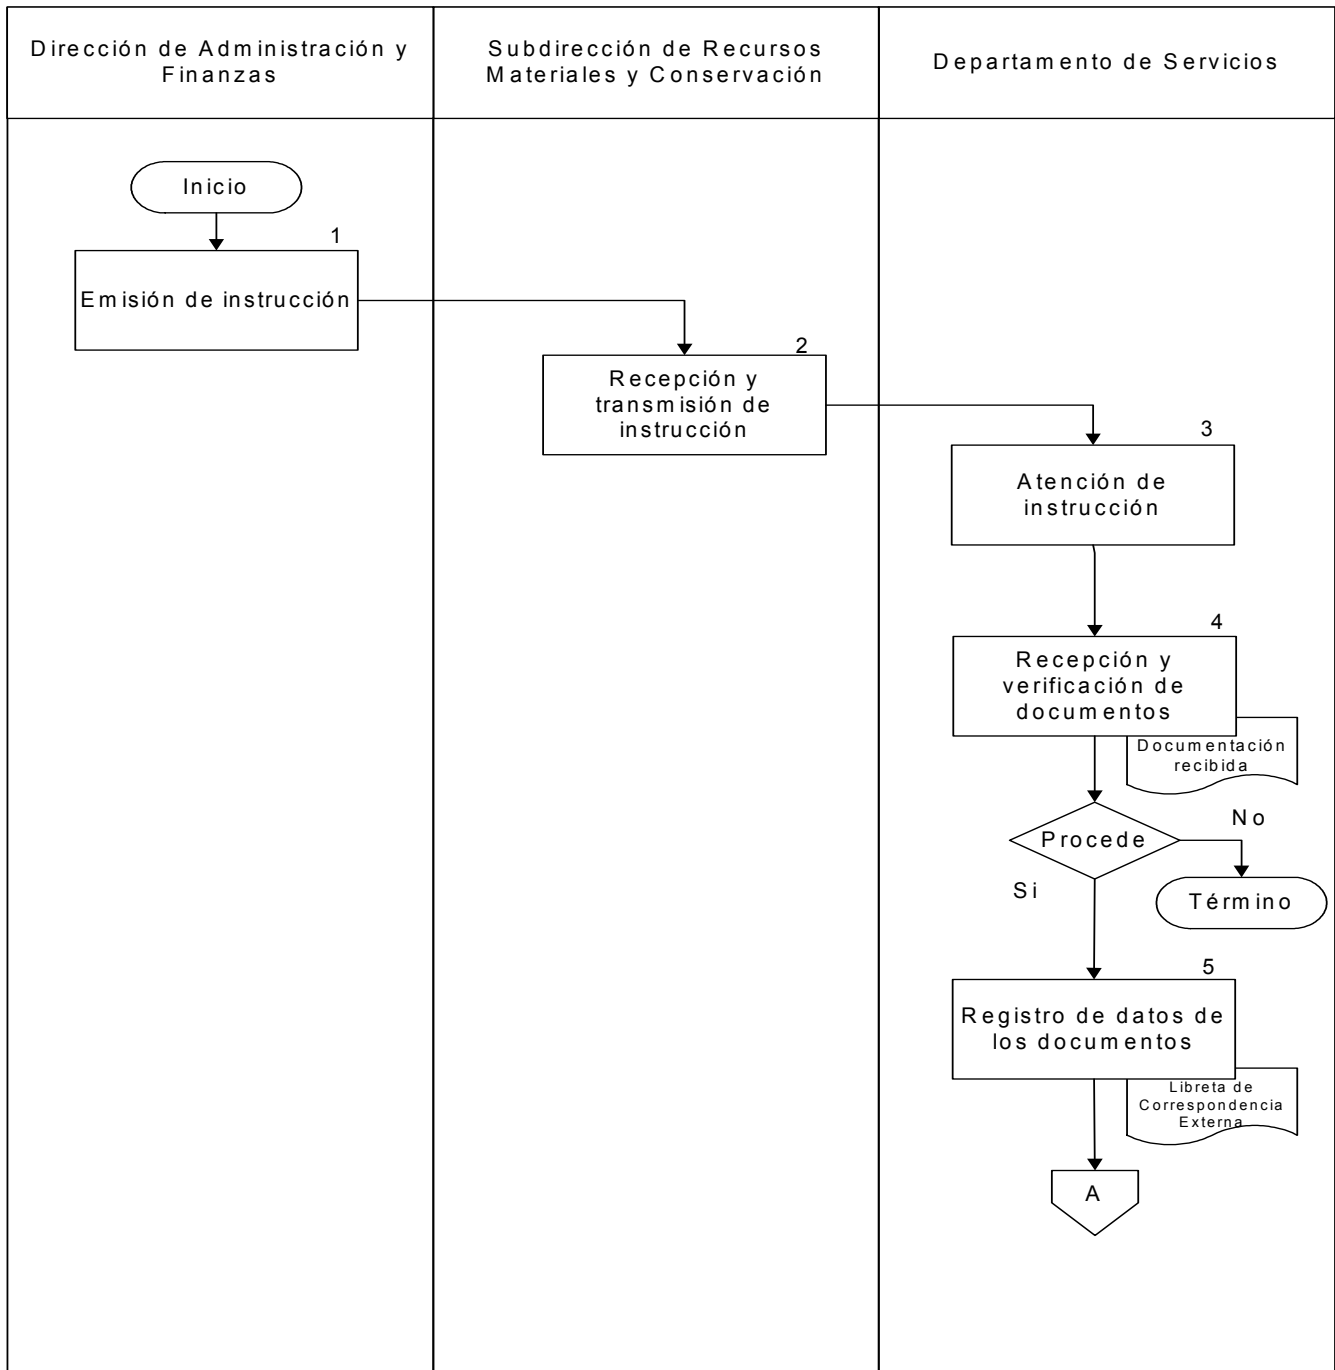 Dirección de Administración y
Finanzas
Subdirección de Recursos
Materiales y Conservación
Departamento de Servicios
Inicio
1
Emisión de instrucción
2
Recepción y
transmisión de
instrucción
3
Atención de
instrucción
4
Recepción y
verificación de
documentos
Documentación
recibida
Procede
No
Si
Término
5
Registro de datos de
los documentos
Libreta de
Correspondencia
Externa
A